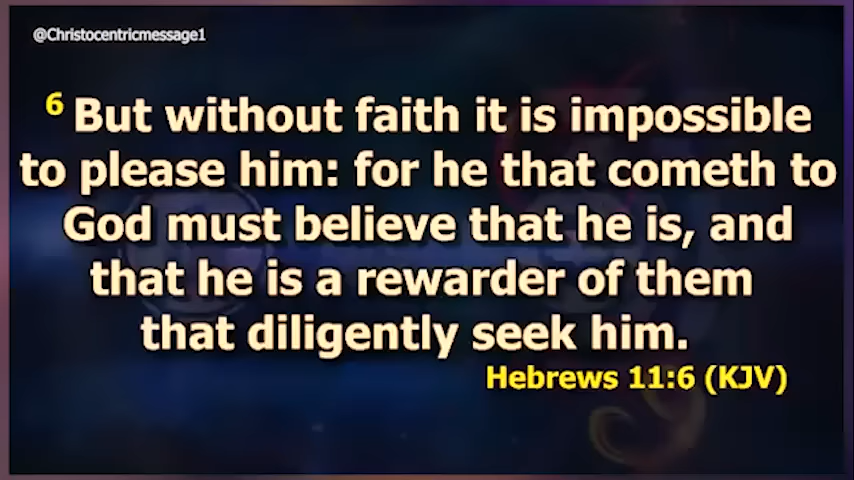 @Christocentricmessage1
6 But without faith it is impossible
to please him: for he that cometh to
God must believe that he is, and
that he is a rewarder of them
that diligently seek him.
Hebrews 11:6 (KJV)